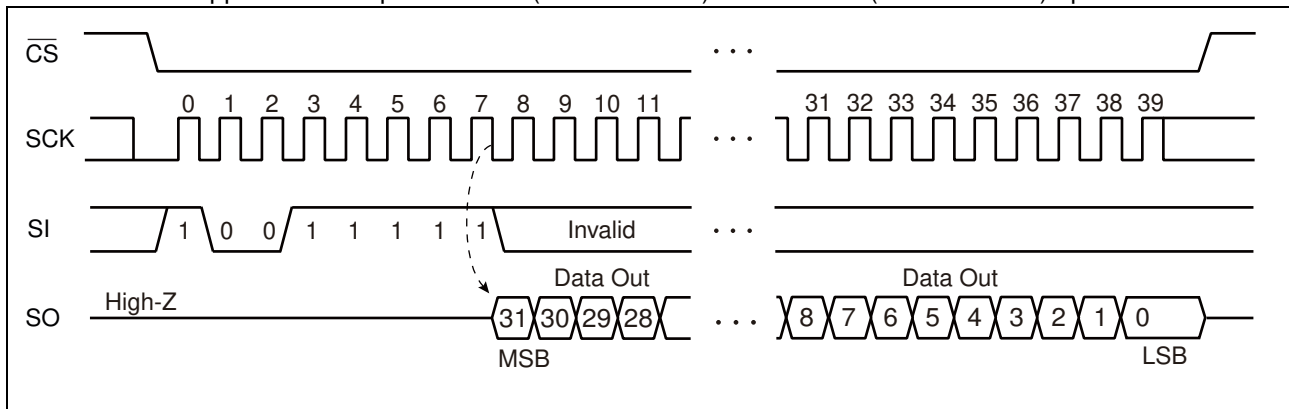 CS
0 1 2 3 4 5 6 7 8 9 10 11 31 32 33 34 35 36 37 38 39
SCK
SI 1 0 0 1 1 1 1 1 Invalid
Data Out Data Out
High-Z
SO 31 30 29 28 8 7 6 5 4 3 2 1 0
MSB LSB